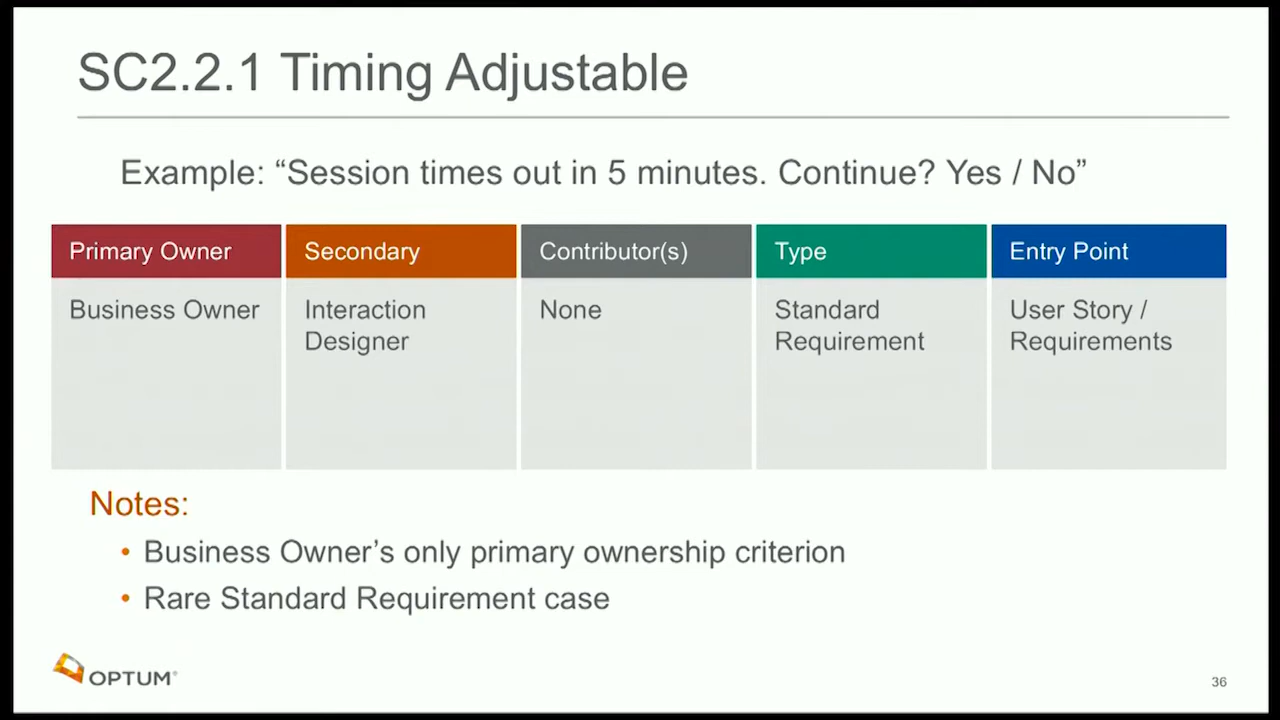 SC2.2.1 Timing Adjustable
Example: “Session times out in 5 minutes. Continue? Yes / No”
Primary Owner
Secondary
Contributor(s)
Type
Entry Point
Business Owner
Interaction
Designer
None
Standard
Requirement
User Story /
Requirements
Notes:
• Business Owner’s only primary ownership criterion
• Rare Standard Requirement case
OPTUM®
36